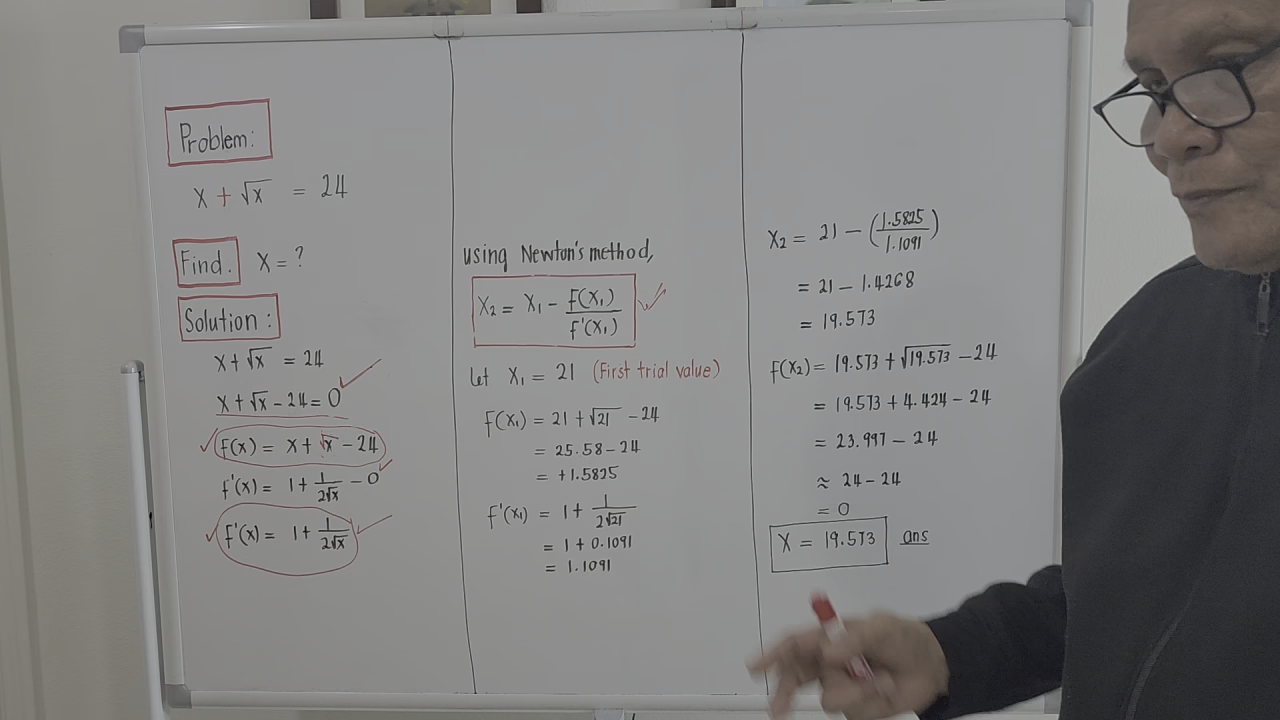 Problem:
x + √x = 24
Find. X = ?
Solution:
x + √x = 24
x + √x - 24 = 0
f(x) = x + √x - 24
f'(x) = 1 + 1/2√x - 0
f'(x) = 1 + 1/2√x
using Newton's method,
X₂ = X₁ - f(X₁)/f'(X₁)
let X₁ = 21 (First trial value)
f(X₁) = 21 + √21 - 24
= 25.58 - 24
= +1.5825
f'(X₁) = 1 + 1/2√21
= 1 + 0.1091
= 1.1091
X₂ = 21 - (1.5825/1.1091)
= 21 - 1.4268
= 19.573
f(X₂) = 19.573 + √19.573 - 24
= 19.573 + 4.424 - 24
= 23.997 - 24
≈ 24 - 24
= 0
X = 19.573 ans